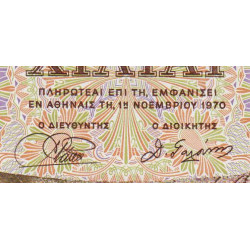 ΠΛΗΡΩΤΕΑΙ ΕΠΙ ΤΗ, ΕΜΦΑΝΙΣΕΙ
ΕΝ ΑΘΗΝΑΙΣ ΤΗ, 1Η ΝΟΕΜΒΡΙΟΥ 1970
Ο ΔΙΕΥΘΥΝΤΗΣ Ο ΔΙΟΙΚΗΤΗΣ